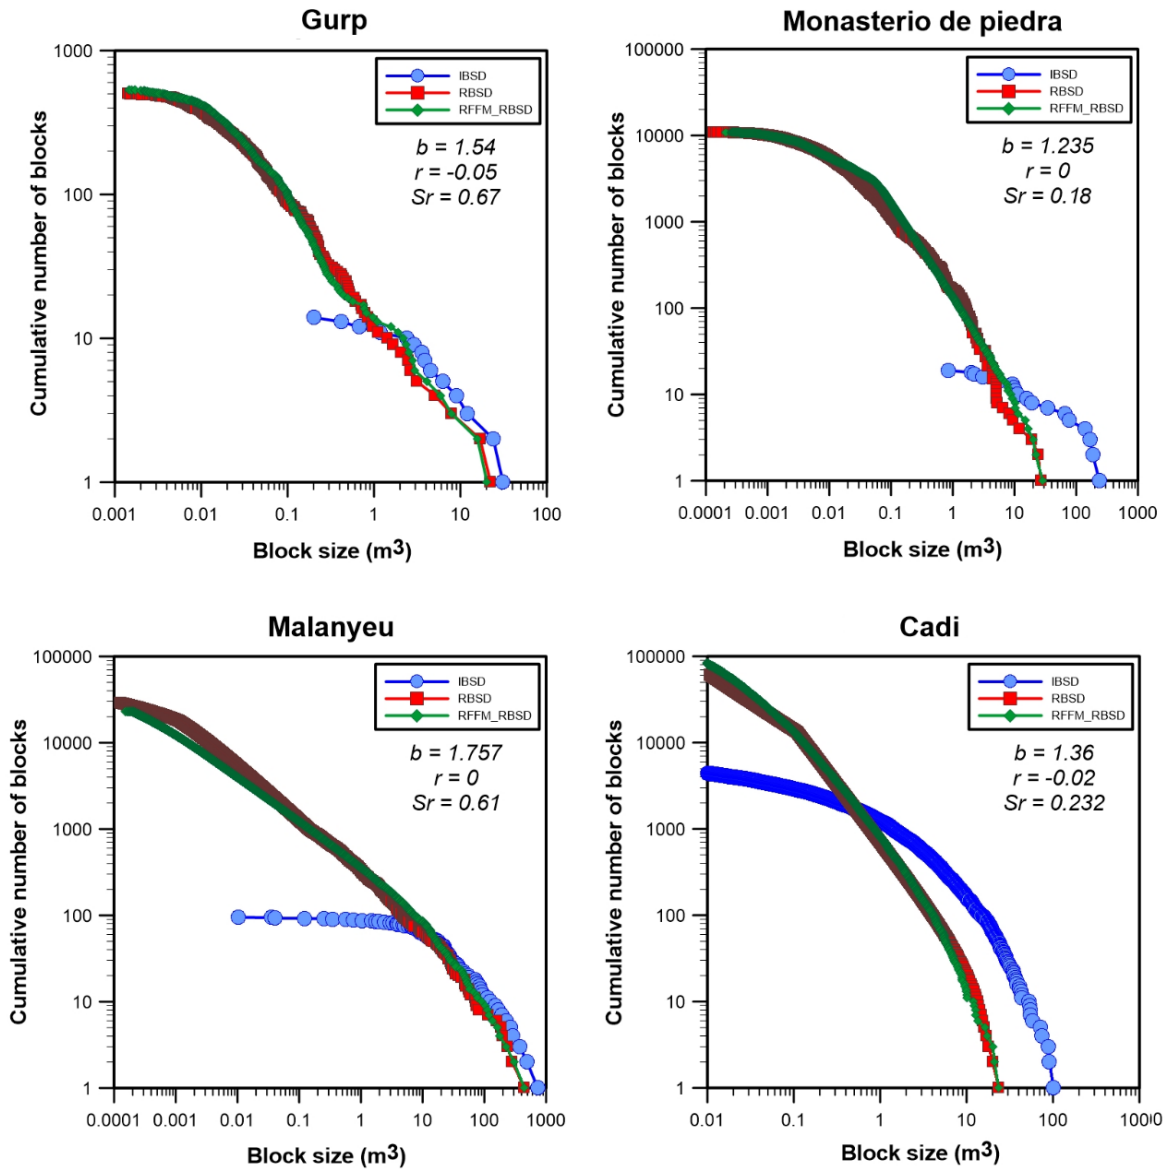 Gurp
1000
100
10
1
0.001
0.01
0.1
1
10
100
Cumulative number of blocks
Block size (m3)
IBSD
RBSD
RFFM_RBSD
b = 1.54
r = -0.05
Sr = 0.67
Monasterio de piedra
100000
10000
1000
100
10
1
0.0001
0.001
0.01
0.1
1
10
100
1000
Cumulative number of blocks
Block size (m3)
IBSD
RBSD
RFFM_RBSD
b = 1.235
r = 0
Sr = 0.18
Malanyeu
100000
10000
1000
100
10
1
0.0001
0.001
0.01
0.1
1
10
100
1000
Cumulative number of blocks
Block size (m3)
IBSD
RBSD
RFFM_RBSD
b = 1.757
r = 0
Sr = 0.61
Cadi
100000
10000
1000
100
10
1
0.01
0.1
1
10
100
1000
Cumulative number of blocks
Block size (m3)
IBSD
RBSD
RFFM_RBSD
b = 1.36
r = -0.02
Sr = 0.232